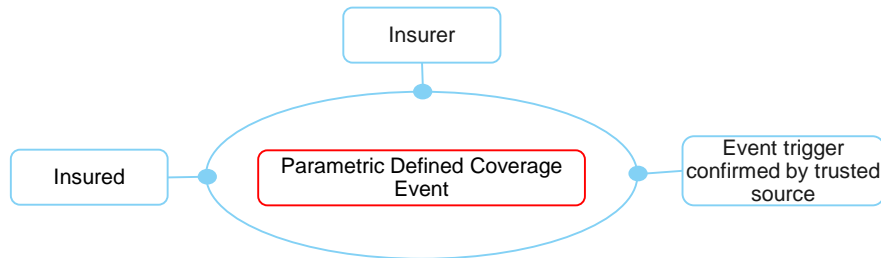 Insurer
Insured
Parametric Defined Coverage
Event
Event trigger
confirmed by trusted
source